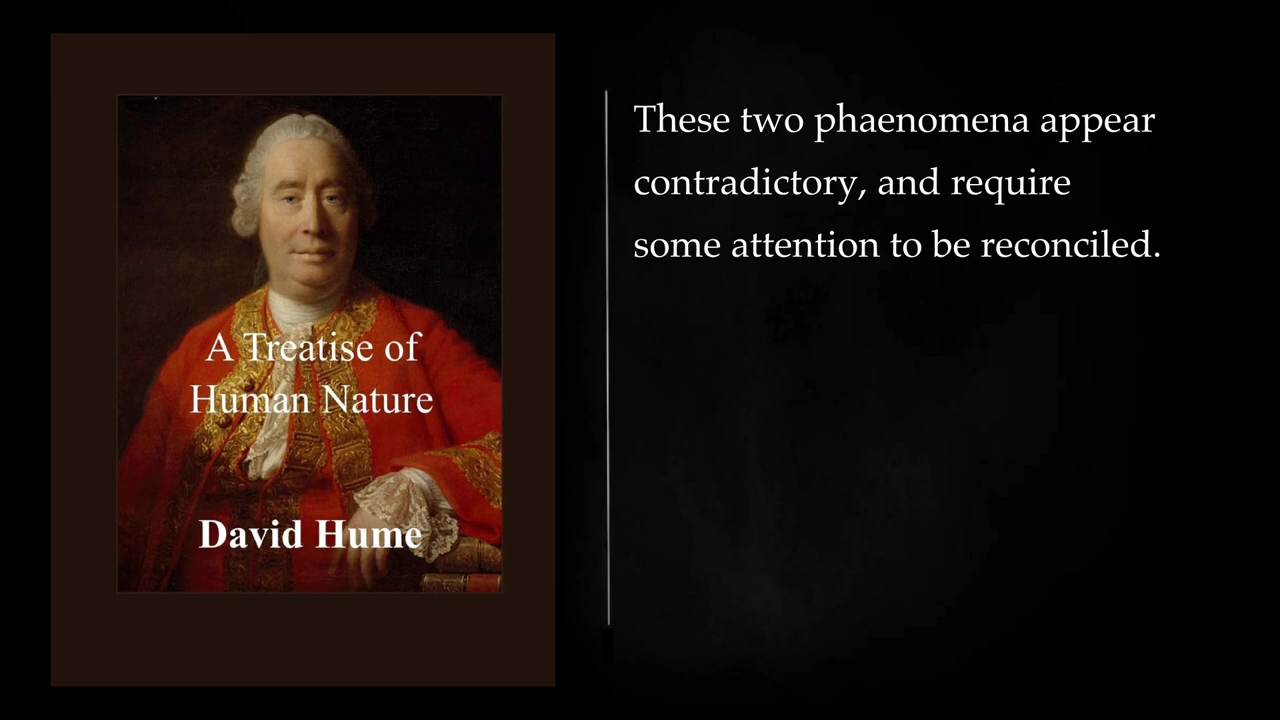 A Treatise of
Human Nature
David Hume
These two phaenomena appear
contradictory, and require
some attention to be reconciled.